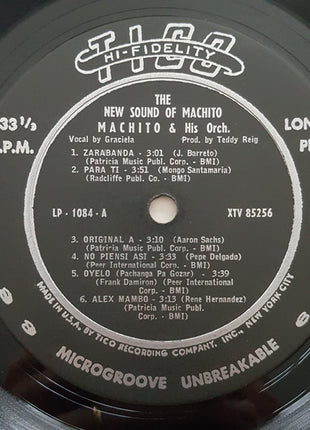 TICO
HI-FIDELITY
THE
NEW SOUND OF MACHITO
MACHITO & His Orch.
33 1/3
R.P.M.
LON
PL
Vocal by Graciela Prod. by Teddy Reig
1. ZARABANDA - 3:01 (J. Barreto)
(Patricia Music Publ. Corp. - BMI)
2. PARA TI - 3:51 (Mongo Santamaria)
(Radcliffe Publ. Corp. - BMI)
LP - 1084 - A XTV 85256
3. ORIGINAL A - 3:10 (Aaron Sachs)
(Patricia Music Publ. Corp. - BMI)
4. NO PIENSI ASI - 3:33 (Pepe Delgado)
(Peer International Corp. - BMI)
5. OYELO (Pachanga Pa Gozar) - 3:39
(Frank Damiron) (Peer International
Corp. - BMI)
6. ALEX MAMBO - 3:13 (Rene Hernandez)
(Patricia Music Publ.
Corp. - BMI)
MADE IN U.S.A. BY TICO RECORDING COMPANY, INC., NEW YORK CITY
MICROGROOVE UNBREAKABLE